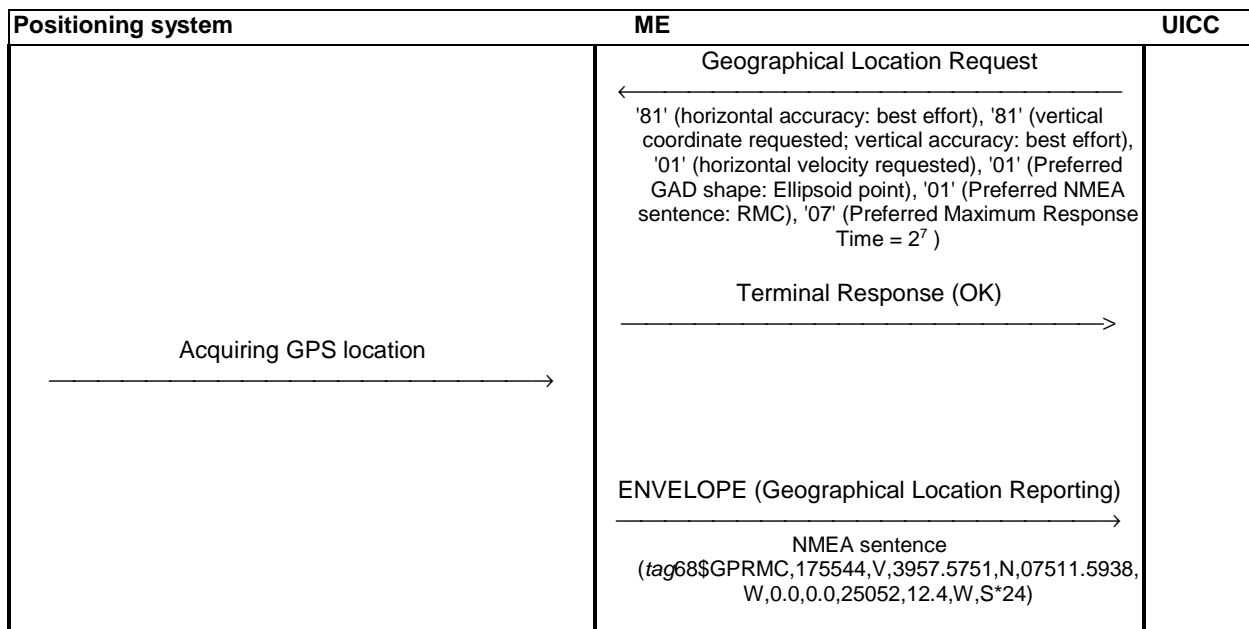 Positioning system ME UICC
Geographical Location Request
'81' (horizontal accuracy: best effort), '81' (vertical
coordinate requested; vertical accuracy: best effort),
'01' (horizontal velocity requested), '01' (Preferred
GAD shape: Ellipsoid point), '01' (Preferred NMEA
sentence: RMC), '07' (Preferred Maximum Response
Time = 2⁷ )
Terminal Response (OK)
Acquiring GPS location
ENVELOPE (Geographical Location Reporting)
NMEA sentence
(tag68$GPRMC,175544,V,3957.5751,N,07511.5938,
W,0.0,0.0,25052,12.4,W,S*24)